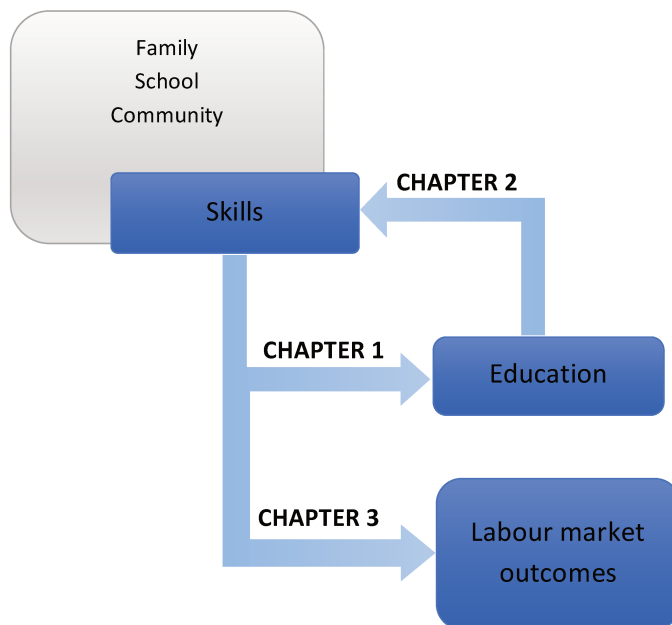 Family
School
Community
CHAPTER 2
Skills
CHAPTER 1
Education
CHAPTER 3
Labour market
outcomes